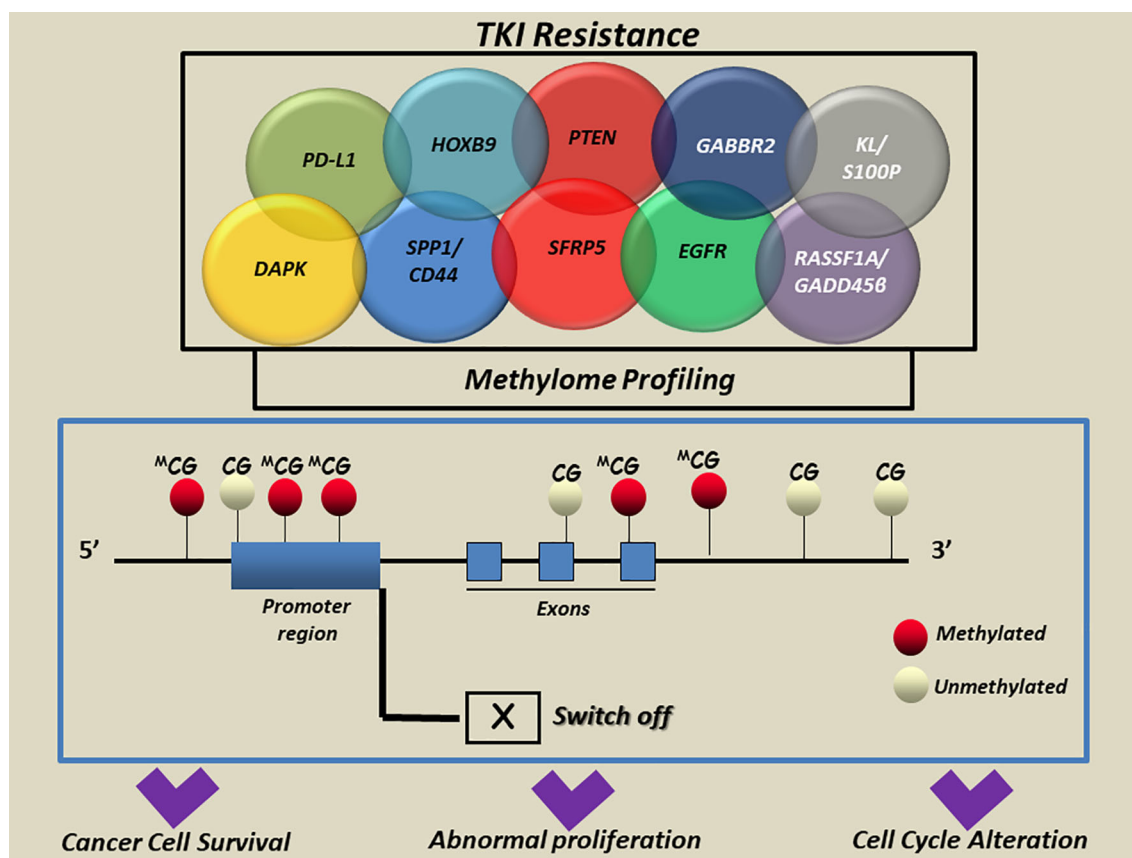 TKI Resistance
PD-L1
HOXB9
PTEN
GABBR2
KL/
S100P
DAPK
SPP1/
CD44
SFRP5
EGFR
RASSF1A/
GADD45β
Methylome Profiling
ᴹCG CG ᴹCG ᴹCG CG ᴹCG ᴹCG CG CG
5’ 3’
Promoter
region
Exons
Methylated
Unmethylated
X Switch off
Cancer Cell Survival
Abnormal proliferation
Cell Cycle Alteration